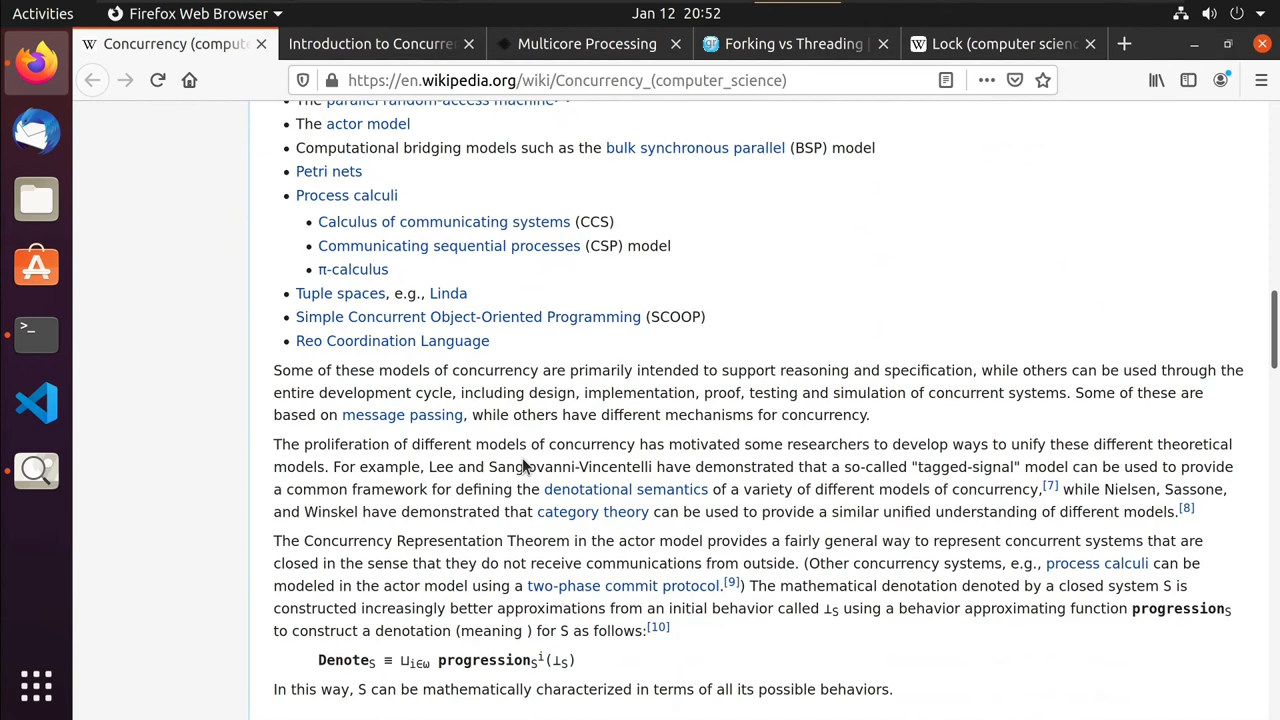 Activities Firefox Web Browser Jan 12 20:52
Concurrency (compute Introduction to Concurre Multicore Processing Forking vs Threading | Lock (computer scienc
https://en.wikipedia.org/wiki/Concurrency_(computer_science)
• The parallel random-access machine
• The actor model
• Computational bridging models such as the bulk synchronous parallel (BSP) model
• Petri nets
• Process calculi
• Calculus of communicating systems (CCS)
• Communicating sequential processes (CSP) model
• π-calculus
• Tuple spaces, e.g., Linda
• Simple Concurrent Object-Oriented Programming (SCOOP)
• Reo Coordination Language
Some of these models of concurrency are primarily intended to support reasoning and specification, while others can be used through the
entire development cycle, including design, implementation, proof, testing and simulation of concurrent systems. Some of these are
based on message passing, while others have different mechanisms for concurrency.
The proliferation of different models of concurrency has motivated some researchers to develop ways to unify these different theoretical
models. For example, Lee and Sangiovanni-Vincentelli have demonstrated that a so-called "tagged-signal" model can be used to provide
a common framework for defining the denotational semantics of a variety of different models of concurrency,[7] while Nielsen, Sassone,
and Winskel have demonstrated that category theory can be used to provide a similar unified understanding of different models.[8]
The Concurrency Representation Theorem in the actor model provides a fairly general way to represent concurrent systems that are
closed in the sense that they do not receive communications from outside. (Other concurrency systems, e.g., process calculi can be
modeled in the actor model using a two-phase commit protocol.[9]) The mathematical denotation denoted by a closed system S is
constructed increasingly better approximations from an initial behavior called ⊥S using a behavior approximating function progressionS
to construct a denotation (meaning ) for S as follows:[10]
DenoteS ≡ ⊔i∈ω progressionSi(⊥S)
In this way, S can be mathematically characterized in terms of all its possible behaviors.